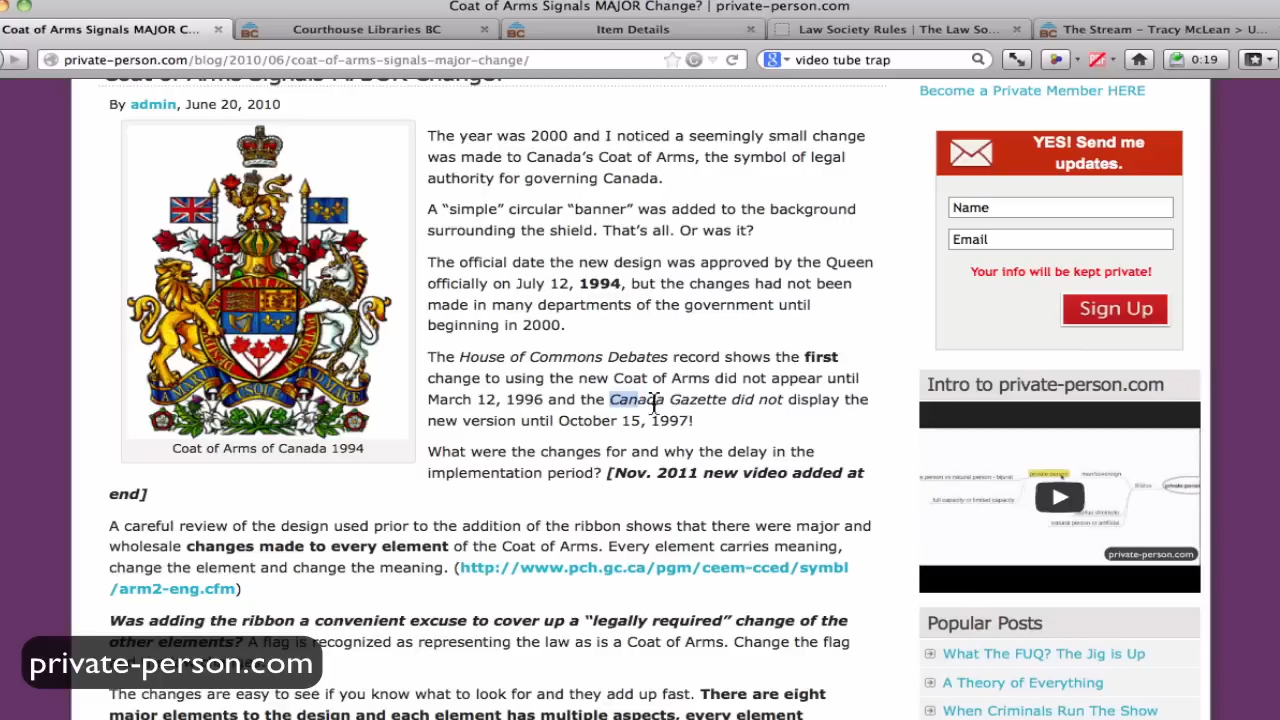 Coat of Arms Signals MAJOR Change? | private-person.com
Coat of Arms Signals MAJOR C...
Courthouse Libraries BC
Item Details
Law Society Rules | The Law So...
The Stream – Tracy McLean > U...
private-person.com/blog/2010/06/coat-of-arms-signals-major-change/
video tube trap
0:19
Coat of Arms Signals MAJOR Change?
By admin, June 20, 2010
Coat of Arms of Canada 1994
The year was 2000 and I noticed a seemingly small change
was made to Canada’s Coat of Arms, the symbol of legal
authority for governing Canada.
A “simple” circular “banner” was added to the background
surrounding the shield. That’s all. Or was it?
The official date the new design was approved by the Queen
officially on July 12, 1994, but the changes had not been
made in many departments of the government until
beginning in 2000.
The House of Commons Debates record shows the first
change to using the new Coat of Arms did not appear until
March 12, 1996 and the Canada Gazette did not display the
new version until October 15, 1997!
What were the changes for and why the delay in the
implementation period? [Nov. 2011 new video added at
end]
A careful review of the design used pror to the addition of the ribbon shows that there were major and
wholesale changes made to every element of the Coat of Arms. Every element carries meaning,
change the element and change the meaning. (http://www.pch.gc.ca/pgm/ceem-cced/symbl
/arm2-eng.cfm)
Was adding the ribbon a convenient excuse to cover up a “legally required” change of the
other elements? A flag is recognized as representing the law as is a Coat of Arms. Change the flag
private-person.com
The changes are easy to see if you know what to look for and they add up fast. There are eight
major elements to the design and each element has multiple aspects, every element
Become a Private Member HERE
YES! Send me
updates.
Name
Email
Your info will be kept private!
Sign Up
Intro to private-person.com
private-person.com
Popular Posts
What The FUQ? The Jig is Up
A Theory of Everything
When Criminals Run The Show